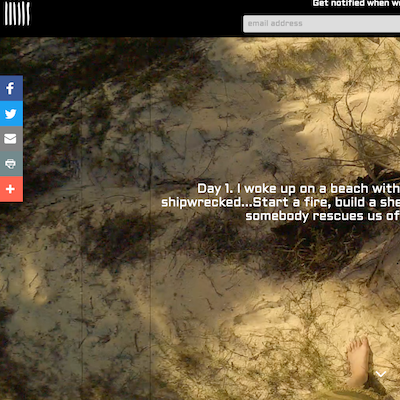 Get notified when w
email address
Day 1. I woke up on a beach with
shipwrecked...Start a fire, build a she
somebody rescues us of